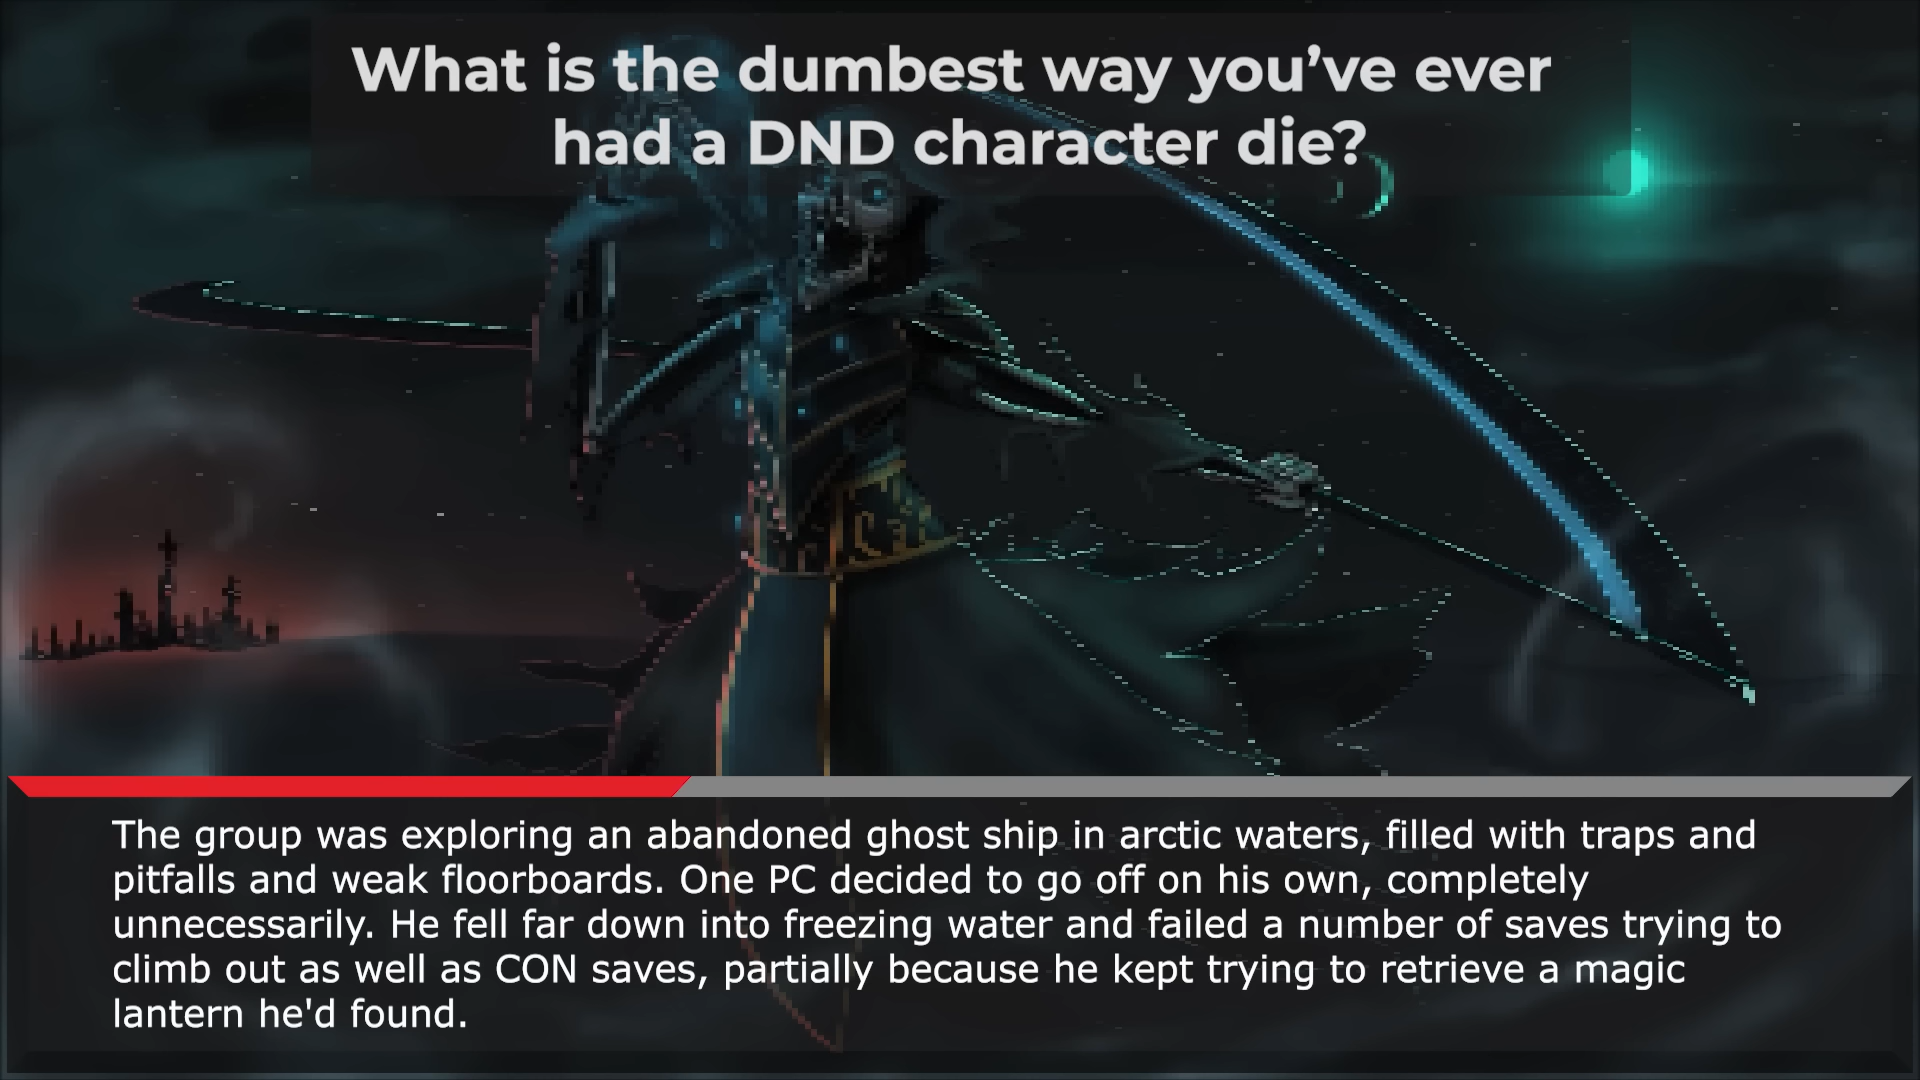 What is the dumbest way you’ve ever
had a DND character die?
The group was exploring an abandoned ghost ship in arctic waters, filled with traps and
pitfalls and weak floorboards. One PC decided to go off on his own, completely
unnecessarily. He fell far down into freezing water and failed a number of saves trying to
climb out as well as CON saves, partially because he kept trying to retrieve a magic
lantern he'd found.